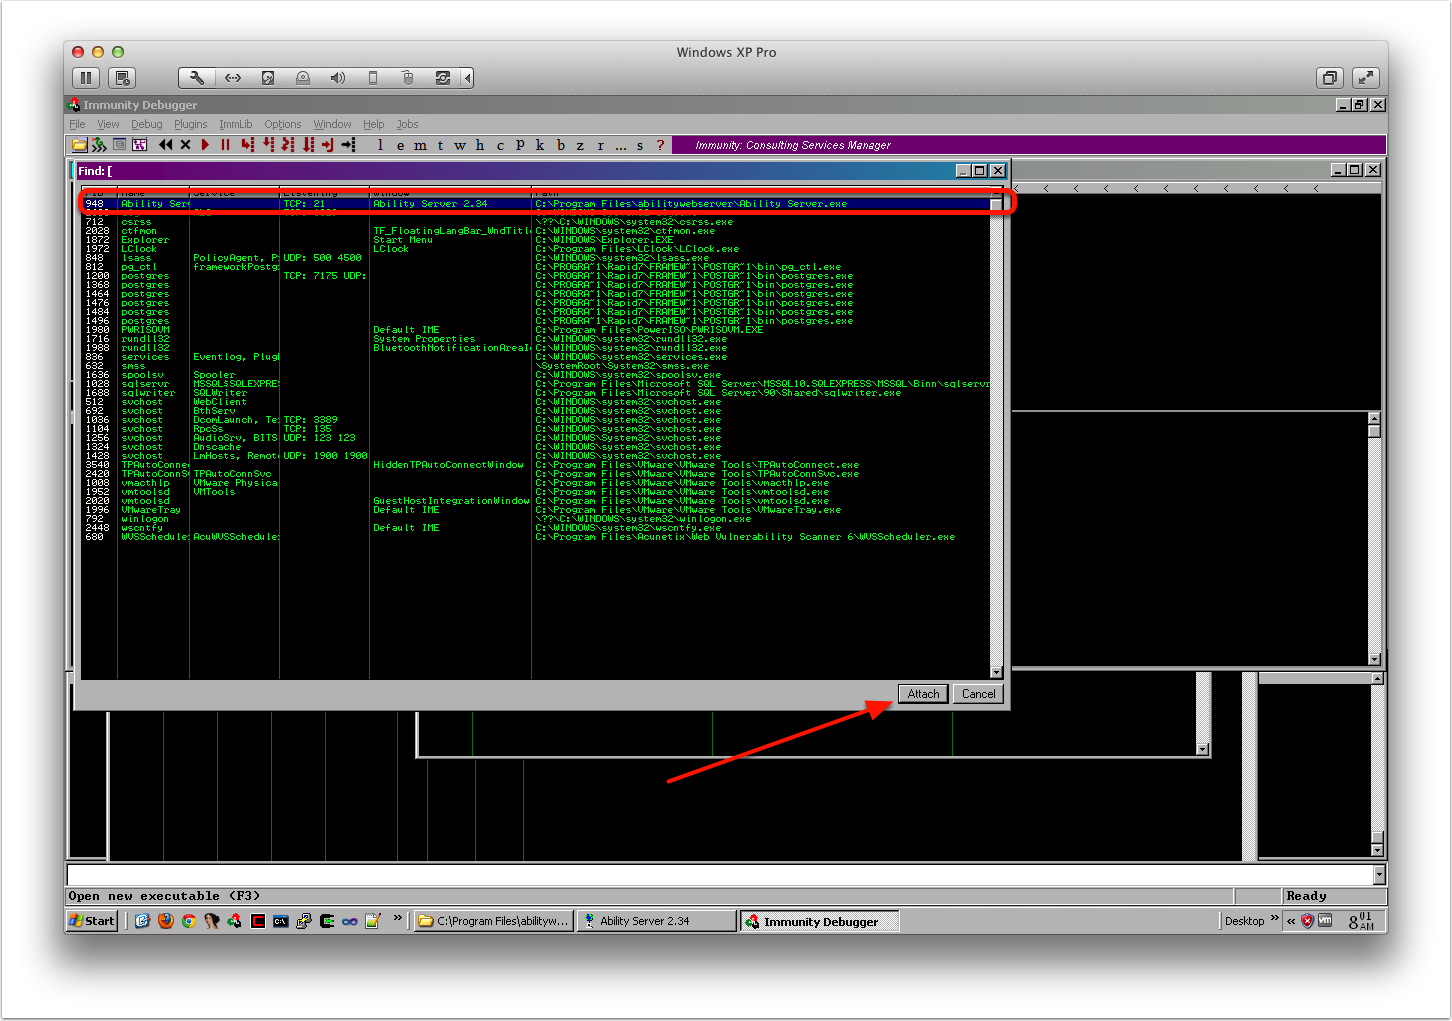 Windows XP Pro
Immunity Debugger
File View Debug Plugins ImmLib Options Window Help Jobs
l e m t w h c P k b z r ... s ? Immunity: Consulting Services Manager
Find: [
PID Name Service Listening Window Path
948 Ability Ser TCP: 21 Ability Server 2.34 C:\Program Files\abilitywebserver\Ability Server.exe
712 csrss \??\C:\WINDOWS\system32\csrss.exe
2028 ctfmon TF_FloatingLangBar_WndTitle C:\WINDOWS\system32\ctfmon.exe
1872 Explorer Start Menu C:\WINDOWS\Explorer.EXE
1972 LClock LClock C:\Program Files\LClock\LClock.exe
848 lsass PolicyAgent, P UDP: 500 4500 C:\WINDOWS\system32\lsass.exe
812 pg_ctl frameworkPostg C:\PROGRA~1\Rapid7\FRAMEW~1\POSTGR~1\bin\pg_ctl.exe
1200 postgres TCP: 7175 UDP: C:\PROGRA~1\Rapid7\FRAMEW~1\POSTGR~1\bin\postgres.exe
1368 postgres C:\PROGRA~1\Rapid7\FRAMEW~1\POSTGR~1\bin\postgres.exe
1464 postgres C:\PROGRA~1\Rapid7\FRAMEW~1\POSTGR~1\bin\postgres.exe
1476 postgres C:\PROGRA~1\Rapid7\FRAMEW~1\POSTGR~1\bin\postgres.exe
1484 postgres C:\PROGRA~1\Rapid7\FRAMEW~1\POSTGR~1\bin\postgres.exe
1496 postgres C:\PROGRA~1\Rapid7\FRAMEW~1\POSTGR~1\bin\postgres.exe
1980 PWRISOVM Default IME C:\Program Files\PowerISO\PWRISOVM.EXE
1716 rundll32 System Properties C:\WINDOWS\system32\rundll32.exe
1988 rundll32 BluetoothNotificationAreaI C:\WINDOWS\system32\rundll32.exe
836 services Eventlog, Plug C:\WINDOWS\system32\services.exe
632 smss \SystemRoot\System32\smss.exe
1636 spoolsv Spooler C:\WINDOWS\system32\spoolsv.exe
1028 sqlservr MSSQL$SQLEXPRE C:\Program Files\Microsoft SQL Server\MSSQL10.SQLEXPRESS\MSSQL\Binn\sqlservr
1688 sqlwriter SQLWriter C:\Program Files\Microsoft SQL Server\90\Shared\sqlwriter.exe
512 svchost WebClient C:\WINDOWS\system32\svchost.exe
692 svchost BthServ C:\WINDOWS\system32\svchost.exe
1036 svchost DcomLaunch, Te TCP: 3389 C:\WINDOWS\system32\svchost.exe
1104 svchost RpcSs TCP: 135 C:\WINDOWS\system32\svchost.exe
1256 svchost AudioSrv, BITS UDP: 123 123 C:\WINDOWS\system32\svchost.exe
1324 svchost Dnscache C:\WINDOWS\system32\svchost.exe
1428 svchost LmHosts, Remot UDP: 1900 1900 C:\WINDOWS\system32\svchost.exe
3540 TPAutoConne HiddenTPAutoConnectWindow C:\Program Files\VMware\VMware Tools\TPAutoConnect.exe
2420 TPAutoConnS TPAutoConnSvc C:\Program Files\VMware\VMware Tools\TPAutoConnSvc.exe
1008 vmacthlp VMware Physica C:\Program Files\VMware\VMware Tools\vmacthlp.exe
1952 vmtoolsd VMTools C:\Program Files\VMware\VMware Tools\vmtoolsd.exe
2020 vmtoolsd GuestHostIntegrationWindow C:\Program Files\VMware\VMware Tools\vmtoolsd.exe
1996 VMwareTray Default IME C:\Program Files\VMware\VMware Tools\VMwareTray.exe
792 winlogon \??\C:\WINDOWS\system32\winlogon.exe
2448 wscntfy Default IME C:\WINDOWS\system32\wscntfy.exe
680 WVSSchedule AcuWVSSchedule C:\Program Files\Acunetix\Web Vulnerability Scanner 6\WVSScheduler.exe
Attach Cancel
Open new executable (F3) Ready
Start C:\Program Files\abilityw... Ability Server 2.34 Immunity Debugger Desktop 8 01 AM